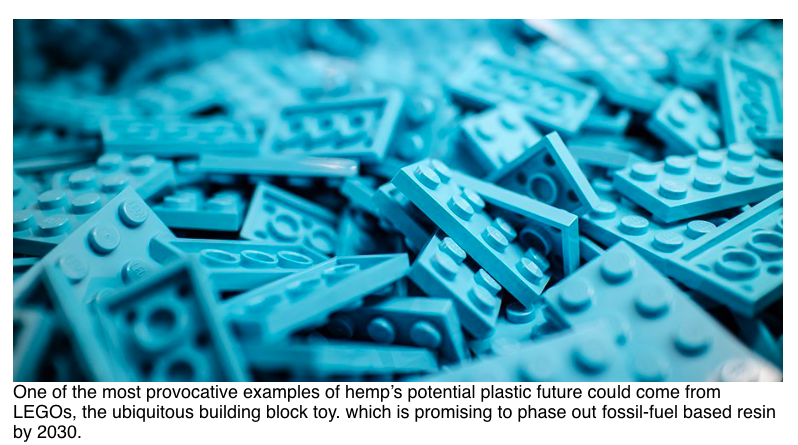 One of the most provocative examples of hemp's potential plastic future could come from
LEGOs, the ubiquitous building block toy. which is promising to phase out fossil-fuel based resin
by 2030.